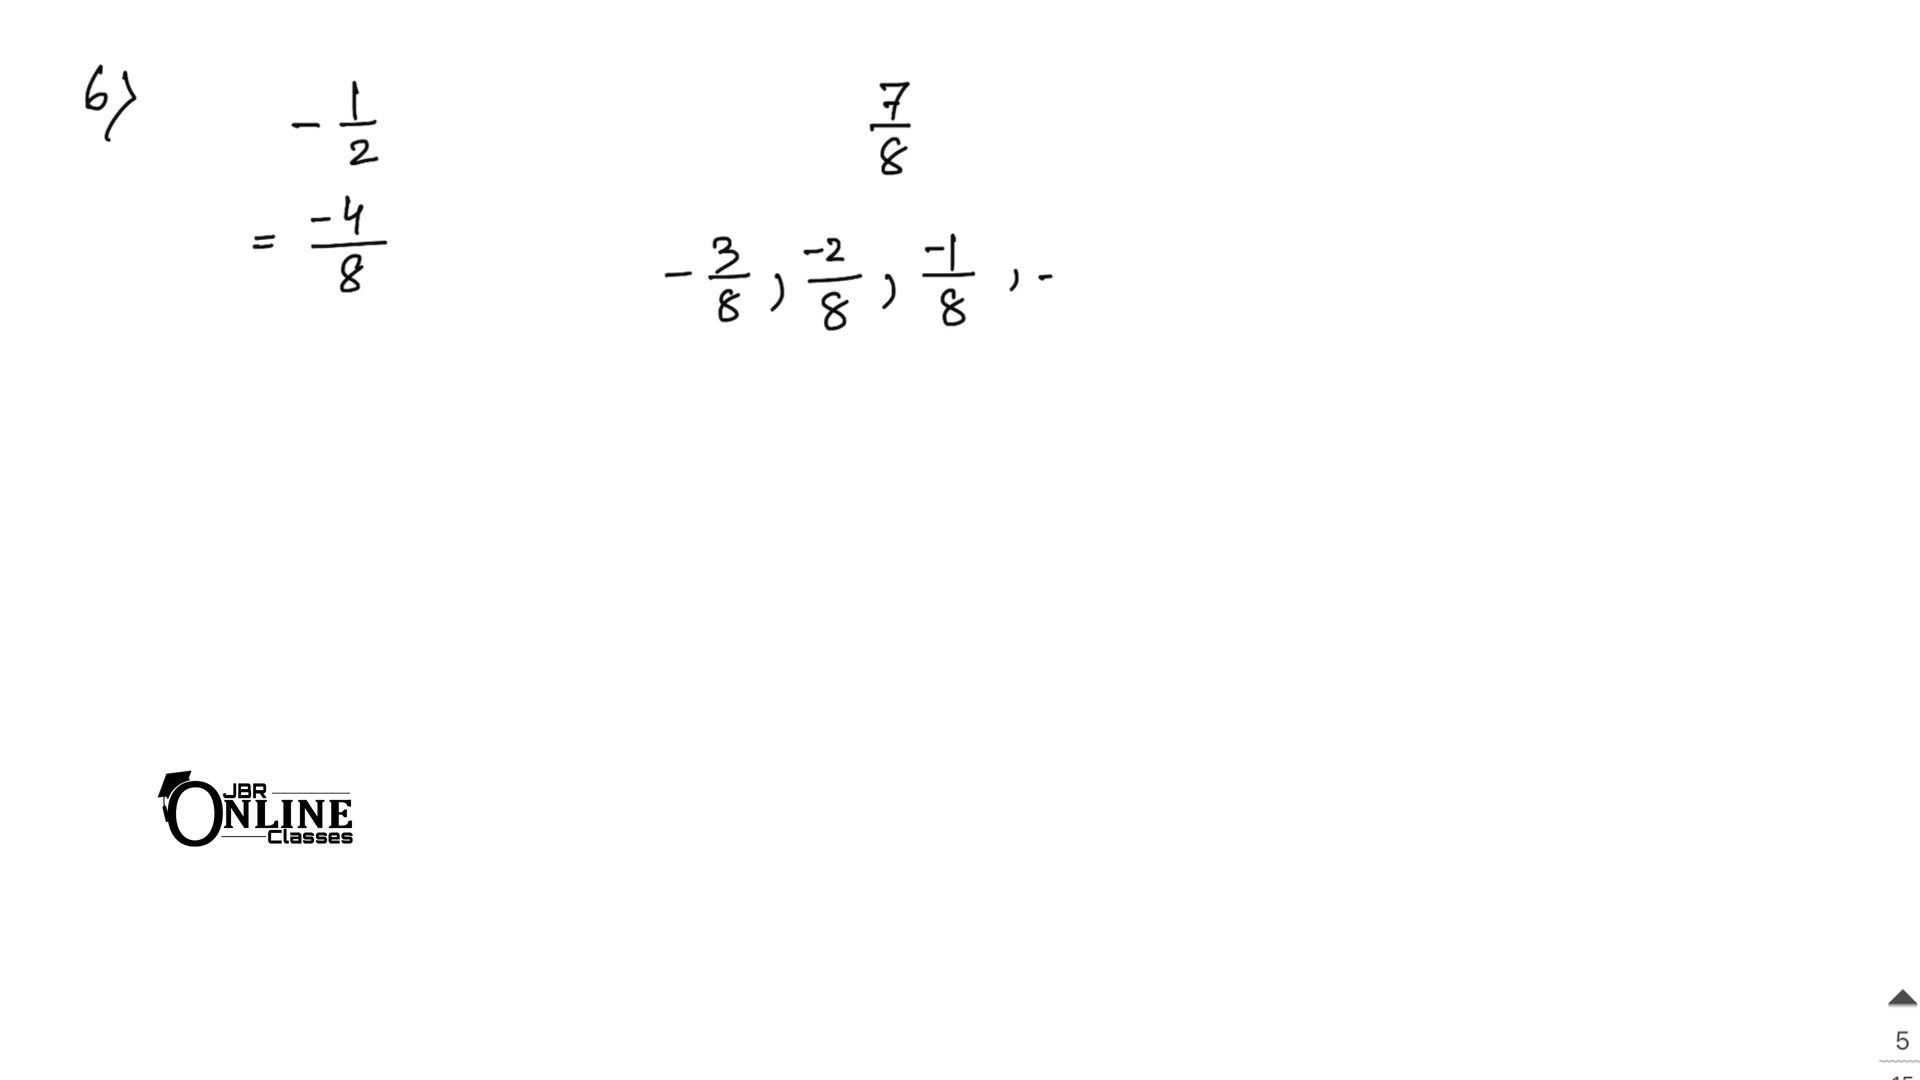 6) -1/2 7/8
= -4/8 -3/8, -2/8, -1/8, -
JBR
ONLINE
Classes
5